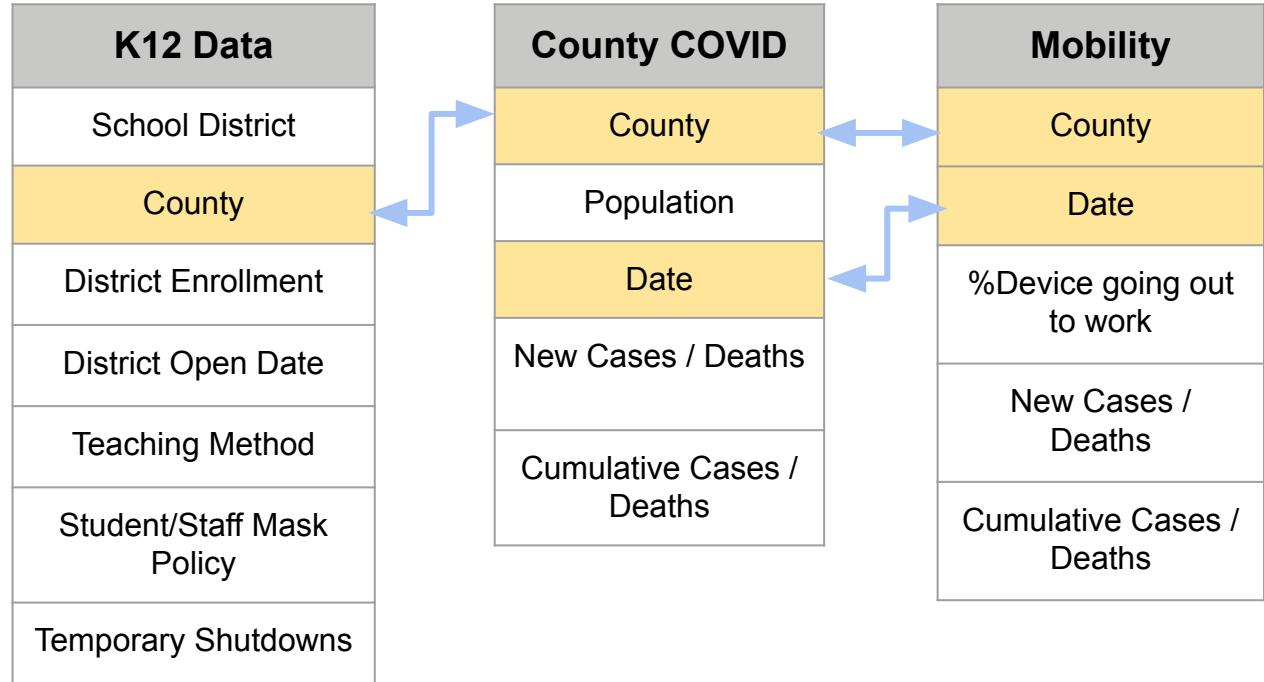 K12 Data
School District
County
District Enrollment
District Open Date
Teaching Method
Student/Staff Mask
Policy
Temporary Shutdowns
County COVID
County
Population
Date
New Cases / Deaths
Cumulative Cases /
Deaths
Mobility
County
Date
%Device going out
to work
New Cases /
Deaths
Cumulative Cases /
Deaths